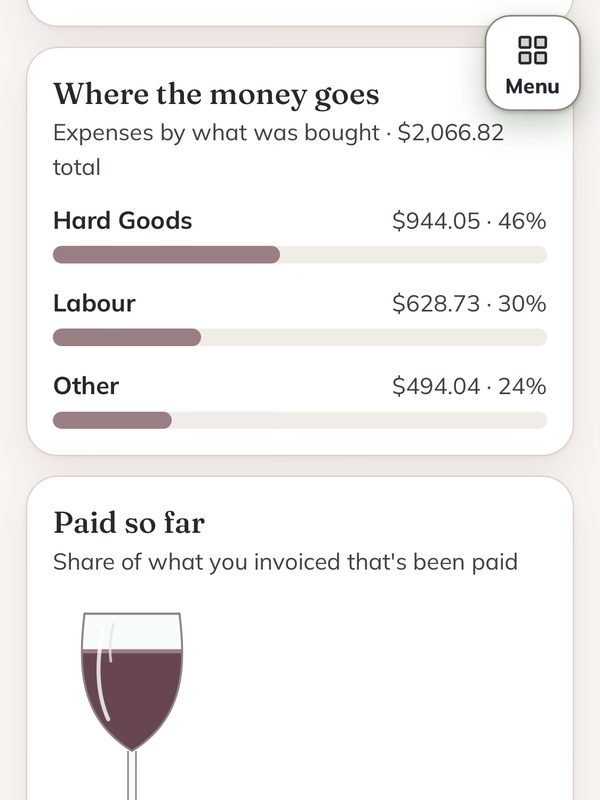 Menu
Where the money goes
Expenses by what was bought · $2,066.82
total
Hard Goods $944.05 · 46%
Labour $628.73 · 30%
Other $494.04 · 24%
Paid so far
Share of what you invoiced that's been paid